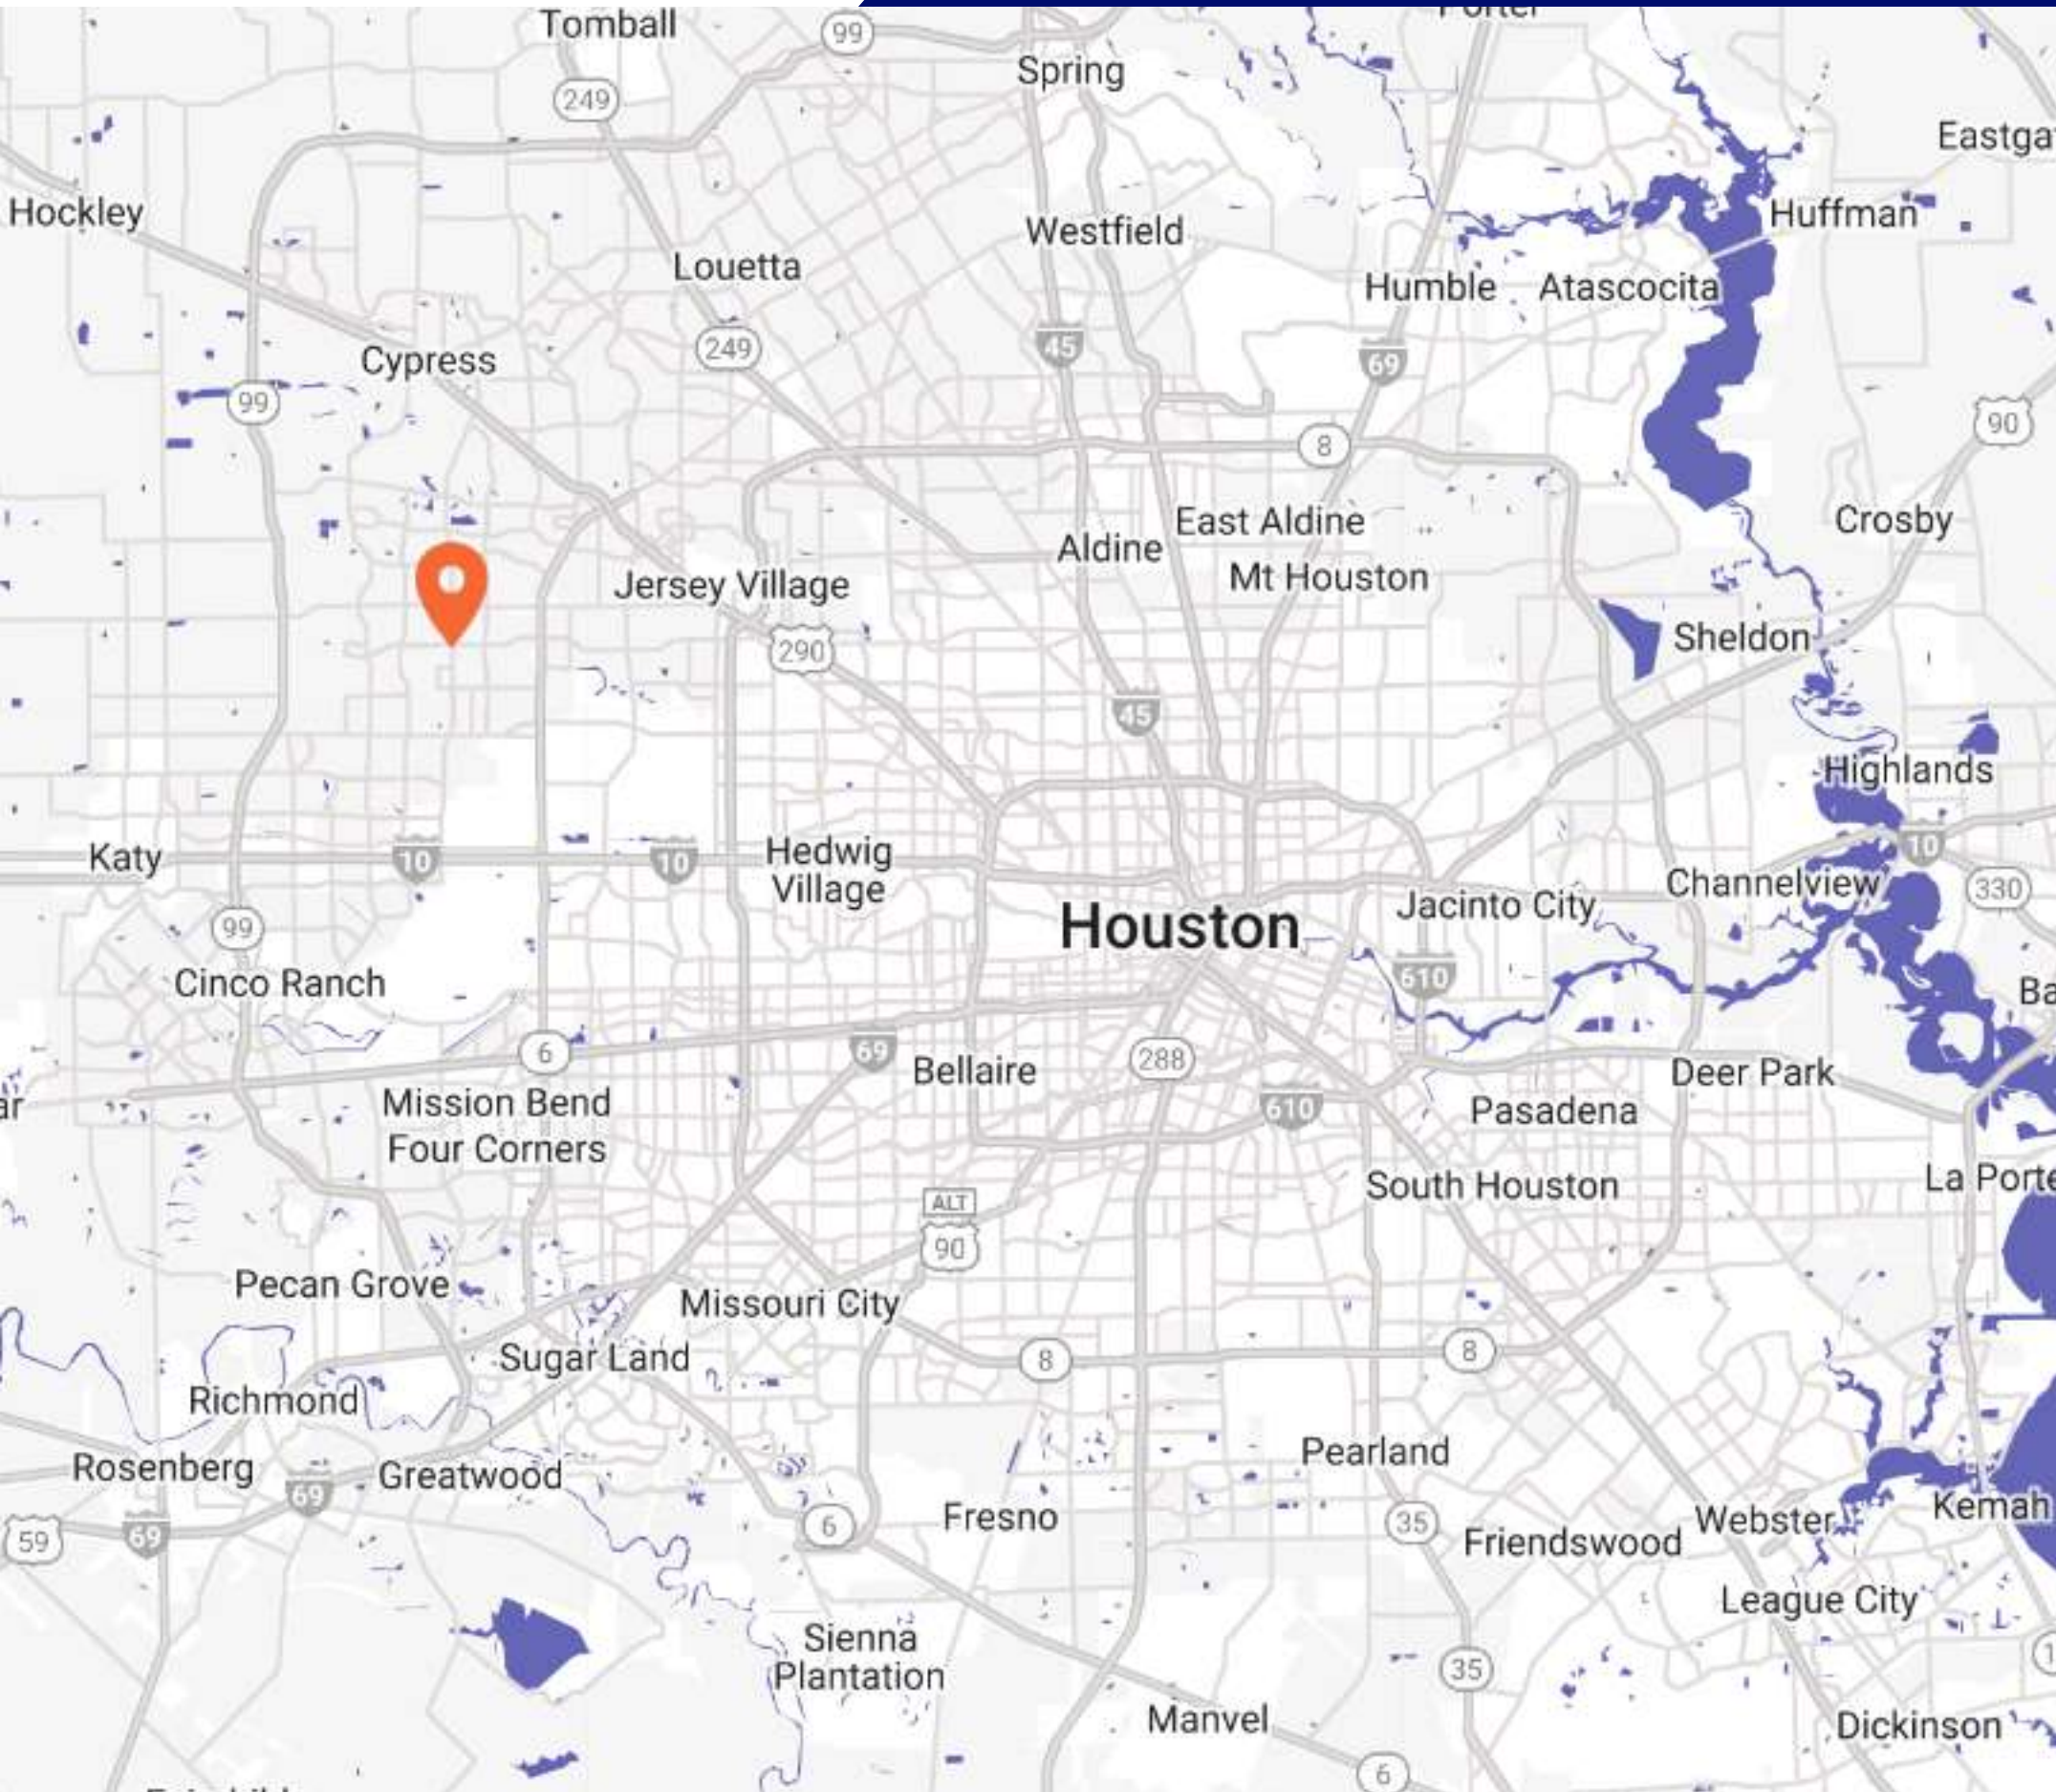 Tomball
99
Spring
249
Eastga
Hockley
Huffman
Westfield
Louetta
Humble
Atascocita
45
249
69
Cypress
99
90
8
Crosby
East Aldine
Aldine
Mt Houston
Jersey Village
Sheldon
290
45
Highlands
10
Katy
10
10
Hedwig
Village
Channelview
330
Jacinto City
Houston
99
610
Cinco Ranch
Ba
6
69
288
Bellaire
Deer Park
ar
Mission Bend
610
Pasadena
Four Corners
La Porte
South Houston
ALT
90
Pecan Grove
Missouri City
8
Sugar Land
8
Richmond
Pearland
Rosenberg
Greatwood
69
Kemah
Fresno
Webster
35
6
69
59
Friendswood
League City
Sienna
Plantation
1
35
Manvel
Dickinson
6